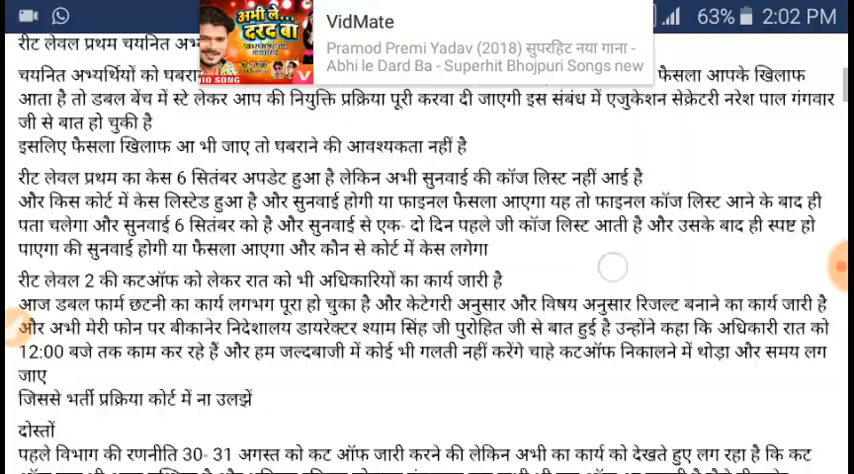 63% 2:02 PM
VidMate
Pramod Premi Yadav (2018) सुपरहिट नया गाना -
Abhi le Dard Ba - Superhit Bhojpuri Songs new
अभी ले...
दरद बा
IO SONG
रीट लेवल प्रथम चयनित अभ
चयनित अभ्यर्थियों को घबरा फैसला आपके खिलाफ
आता है तो डबल बेंच में स्टे लेकर आप की नियुक्ति प्रक्रिया पूरी करवा दी जाएगी इस संबंध में एजुकेशन सेक्रेटरी नरेश पाल गंगवार
जी से बात हो चुकी है
इसलिए फैसला खिलाफ आ भी जाए तो घबराने की आवश्यकता नहीं है
रीट लेवल प्रथम का केस 6 सितंबर अपडेट हुआ है लेकिन अभी सुनवाई की कॉज लिस्ट नहीं आई है
और किस कोर्ट में केस लिस्टेड हुआ है और सुनवाई होगी या फाइनल फैसला आएगा यह तो फाइनल कॉज लिस्ट आने के बाद ही
पता चलेगा और सुनवाई 6 सितंबर को है और सुनवाई से एक- दो दिन पहले जी कॉज लिस्ट आती है और उसके बाद ही स्पष्ट हो
पाएगा की सुनवाई होगी या फैसला आएगा और कौन से कोर्ट में केस लगेगा
रीट लेवल 2 की कटऑफ को लेकर रात को भी अधिकारियों का कार्य जारी है
आज डबल फार्म छटनी का कार्य लगभग पूरा हो चुका है और केटेगरी अनुसार और विषय अनुसार रिजल्ट बनाने का कार्य जारी है
और अभी मेरी फोन पर बीकानेर निदेशालय डायरेक्टर श्याम सिंह जी पुरोहित जी से बात हुई है उन्होंने कहा कि अधिकारी रात को
12:00 बजे तक काम कर रहे हैं और हम जल्दबाजी में कोई भी गलती नहीं करेंगे चाहे कटऑफ निकालने में थोड़ा और समय लग
जाए
जिससे भर्ती प्रक्रिया कोर्ट में ना उलझें
दोस्तों
पहले विभाग की रणनीति 30- 31 अगस्त को कट ऑफ जारी करने की लेकिन अभी का कार्य को देखते हुए लग रहा है कि कट